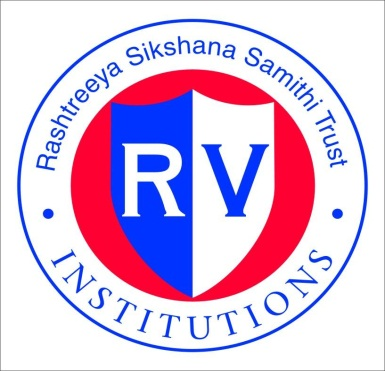 Rashtreeya Sikshana Samithi Trust
RV
INSTITUTIONS